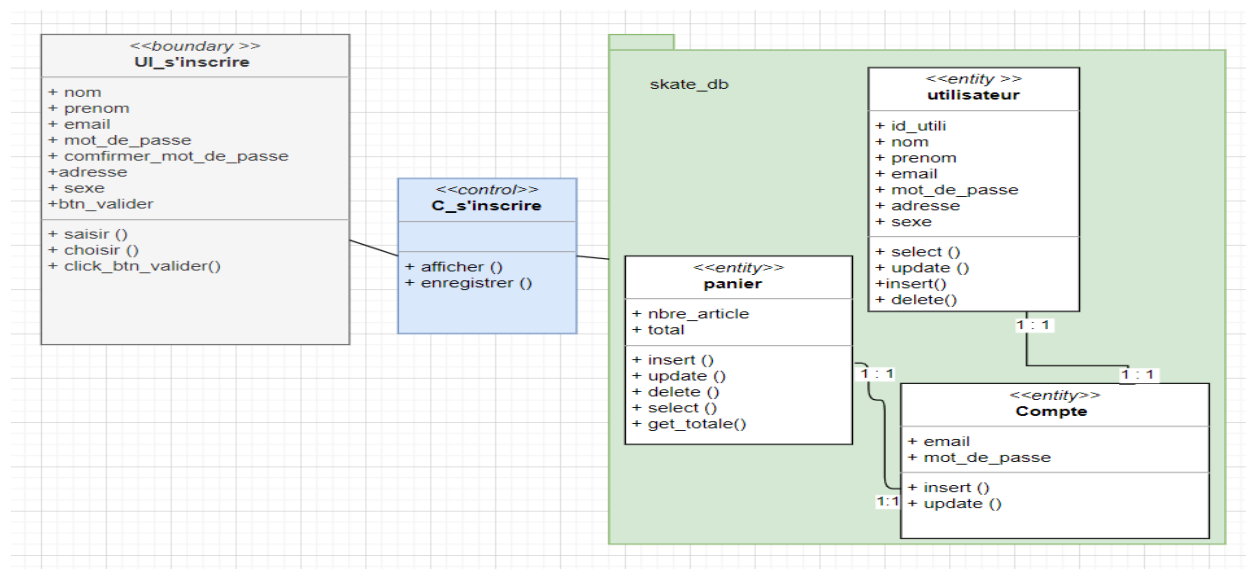 <<boundary >>
UI_s'inscrire
+ nom
+ prenom
+ email
+ mot_de_passe
+ comfirmer_mot_de_passe
+adresse
+ sexe
+btn_valider
+ saisir ()
+ choisir ()
+ click_btn_valider()
<<control>>
C_s'inscrire
+ afficher ()
+ enregistrer ()
skate_db
<<entity >>
utilisateur
+ id_utili
+ nom
+ prenom
+ email
+ mot_de_passe
+ adresse
+ sexe
+ select ()
+ update ()
+insert()
+ delete()
1 : 1
1 : 1
<<entity>>
panier
+ nbre_article
+ total
+ insert ()
+ update ()
+ delete ()
+ select ()
+ get_totale()
1 : 1
1:1
<<entity>>
Compte
+ email
+ mot_de_passe
+ insert ()
+ update ()